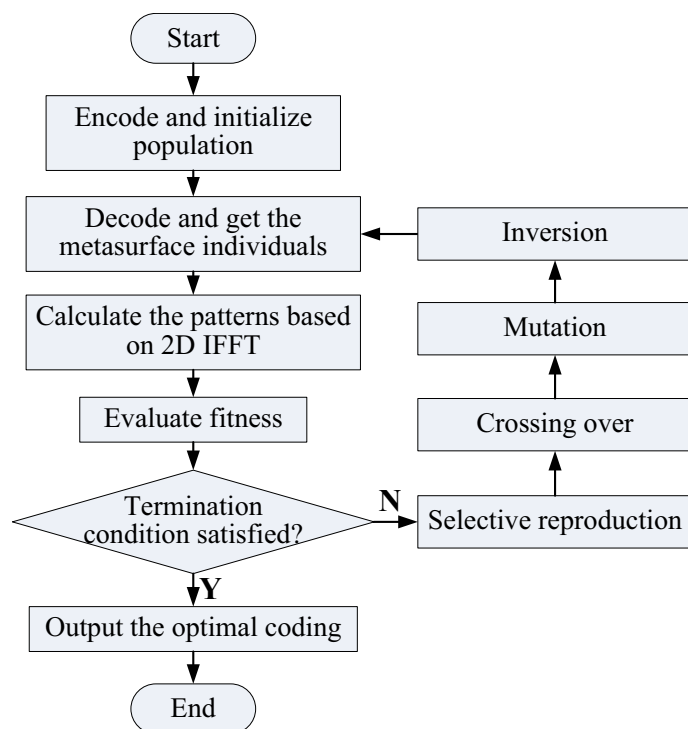 Start
Encode and initialize
population
Decode and get the
metasurface individuals
Calculate the patterns based
on 2D IFFT
Evaluate fitness
Termination
condition satisfied?
N
Y
Output the optimal coding
End
Inversion
Mutation
Crossing over
Selective reproduction